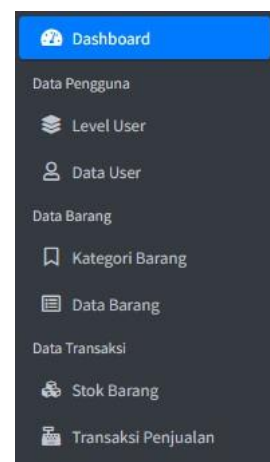 Dashboard
Data Pengguna
Level User
Data User
Data Barang
Kategori Barang
Data Barang
Data Transaksi
Stok Barang
Transaksi Penjualan